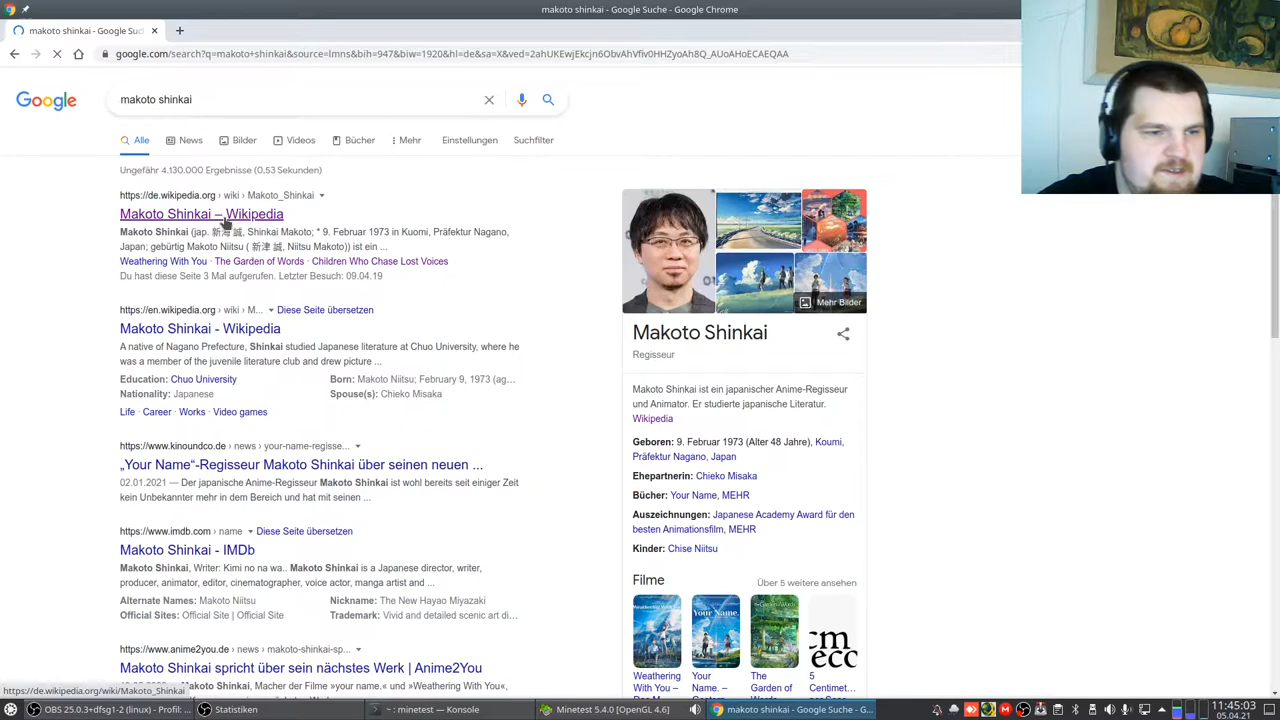 makoto shinkai - Google Suche - Google Chrome
makoto shinkai - Google Suc
google.com/search?q=makoto+shinkai&source=lmns&bih=947&biw=1920&hl=de&sa=X&ved=2ahUKEwjEkcjn6ObvAhVfiv0HHZyoAh8Q_AUoAHoECAEQAA
Google
makoto shinkai
Alle News Bilder Videos Bücher Mehr Einstellungen Suchfilter
Ungefähr 4.130.000 Ergebnisse (0,53 Sekunden)
https://de.wikipedia.org › wiki › Makoto_Shinkai
Makoto Shinkai – Wikipedia
Makoto Shinkai (jap. 新海 誠, Shinkai Makoto; * 9. Februar 1973 in Kuomi, Präfektur Nagano,
Japan; gebürtig Makoto Niitsu ( 新津 誠, Niitsu Makoto)) ist ein ...
Weathering With You · The Garden of Words · Children Who Chase Lost Voices
Du hast diese Seite 3 Mal aufgerufen. Letzter Besuch: 09.04.19
https://en.wikipedia.org › wiki › M... Diese Seite übersetzen
Makoto Shinkai - Wikipedia
A native of Nagano Prefecture, Shinkai studied Japanese literature at Chuo University, where he
was a member of the juvenile literature club and drew picture ...
Education: Chuo University Born: Makoto Niitsu; February 9, 1973 (ag...
Nationality: Japanese Spouse(s): Chieko Misaka
Life · Career · Works · Video games
https://www.kinoundco.de › news › your-name-regisse...
„Your Name“-Regisseur Makoto Shinkai über seinen neuen ...
02.01.2021 — Der japanische Anime-Regisseur Makoto Shinkai ist wohl bereits seit einiger Zeit
kein Unbekannter mehr in dem Bereich und hat mit seinen ...
https://www.imdb.com › name Diese Seite übersetzen
Makoto Shinkai - IMDb
Makoto Shinkai, Writer: Kimi no na wa.. Makoto Shinkai is a Japanese director, writer,
producer, animator, editor, cinematographer, voice actor, manga artist and ...
Alternate Names: Makoto Niitsu Nickname: The New Hayao Miyazaki
Official Sites: Official Site | Official Site Trademark: Vivid and detailed scenic art di...
https://www.anime2you.de › news › makoto-shinkai-sp...
Makoto Shinkai spricht über sein nächstes Werk | Anime2You
Makoto Shinkai, Macher der Filme »your name.« und »Weathering With You«,
https://de.wikipedia.org/wiki/Makoto_Shinkai
Mehr Bilder
Makoto Shinkai
Regisseur
Makoto Shinkai ist ein japanischer Anime-Regisseur
und Animator. Er studierte japanische Literatur.
Wikipedia
Geboren: 9. Februar 1973 (Alter 48 Jahre), Koumi,
Präfektur Nagano, Japan
Ehepartnerin: Chieko Misaka
Bücher: Your Name, MEHR
Auszeichnungen: Japanese Academy Award für den
besten Animationsfilm, MEHR
Kinder: Chise Niitsu
Filme Über 5 weitere ansehen
Your Name.
Weathering With You –
Your Name. –
The Garden of Words
5 Centimet...
OBS 25.0.3+dfsg1-2 (linux) - Profil: ... Statistiken ~ : minetest — Konsole Minetest 5.4.0 [OpenGL 4.6] makoto shinkai - Google Suche - G...
11:45:03
05.04.21